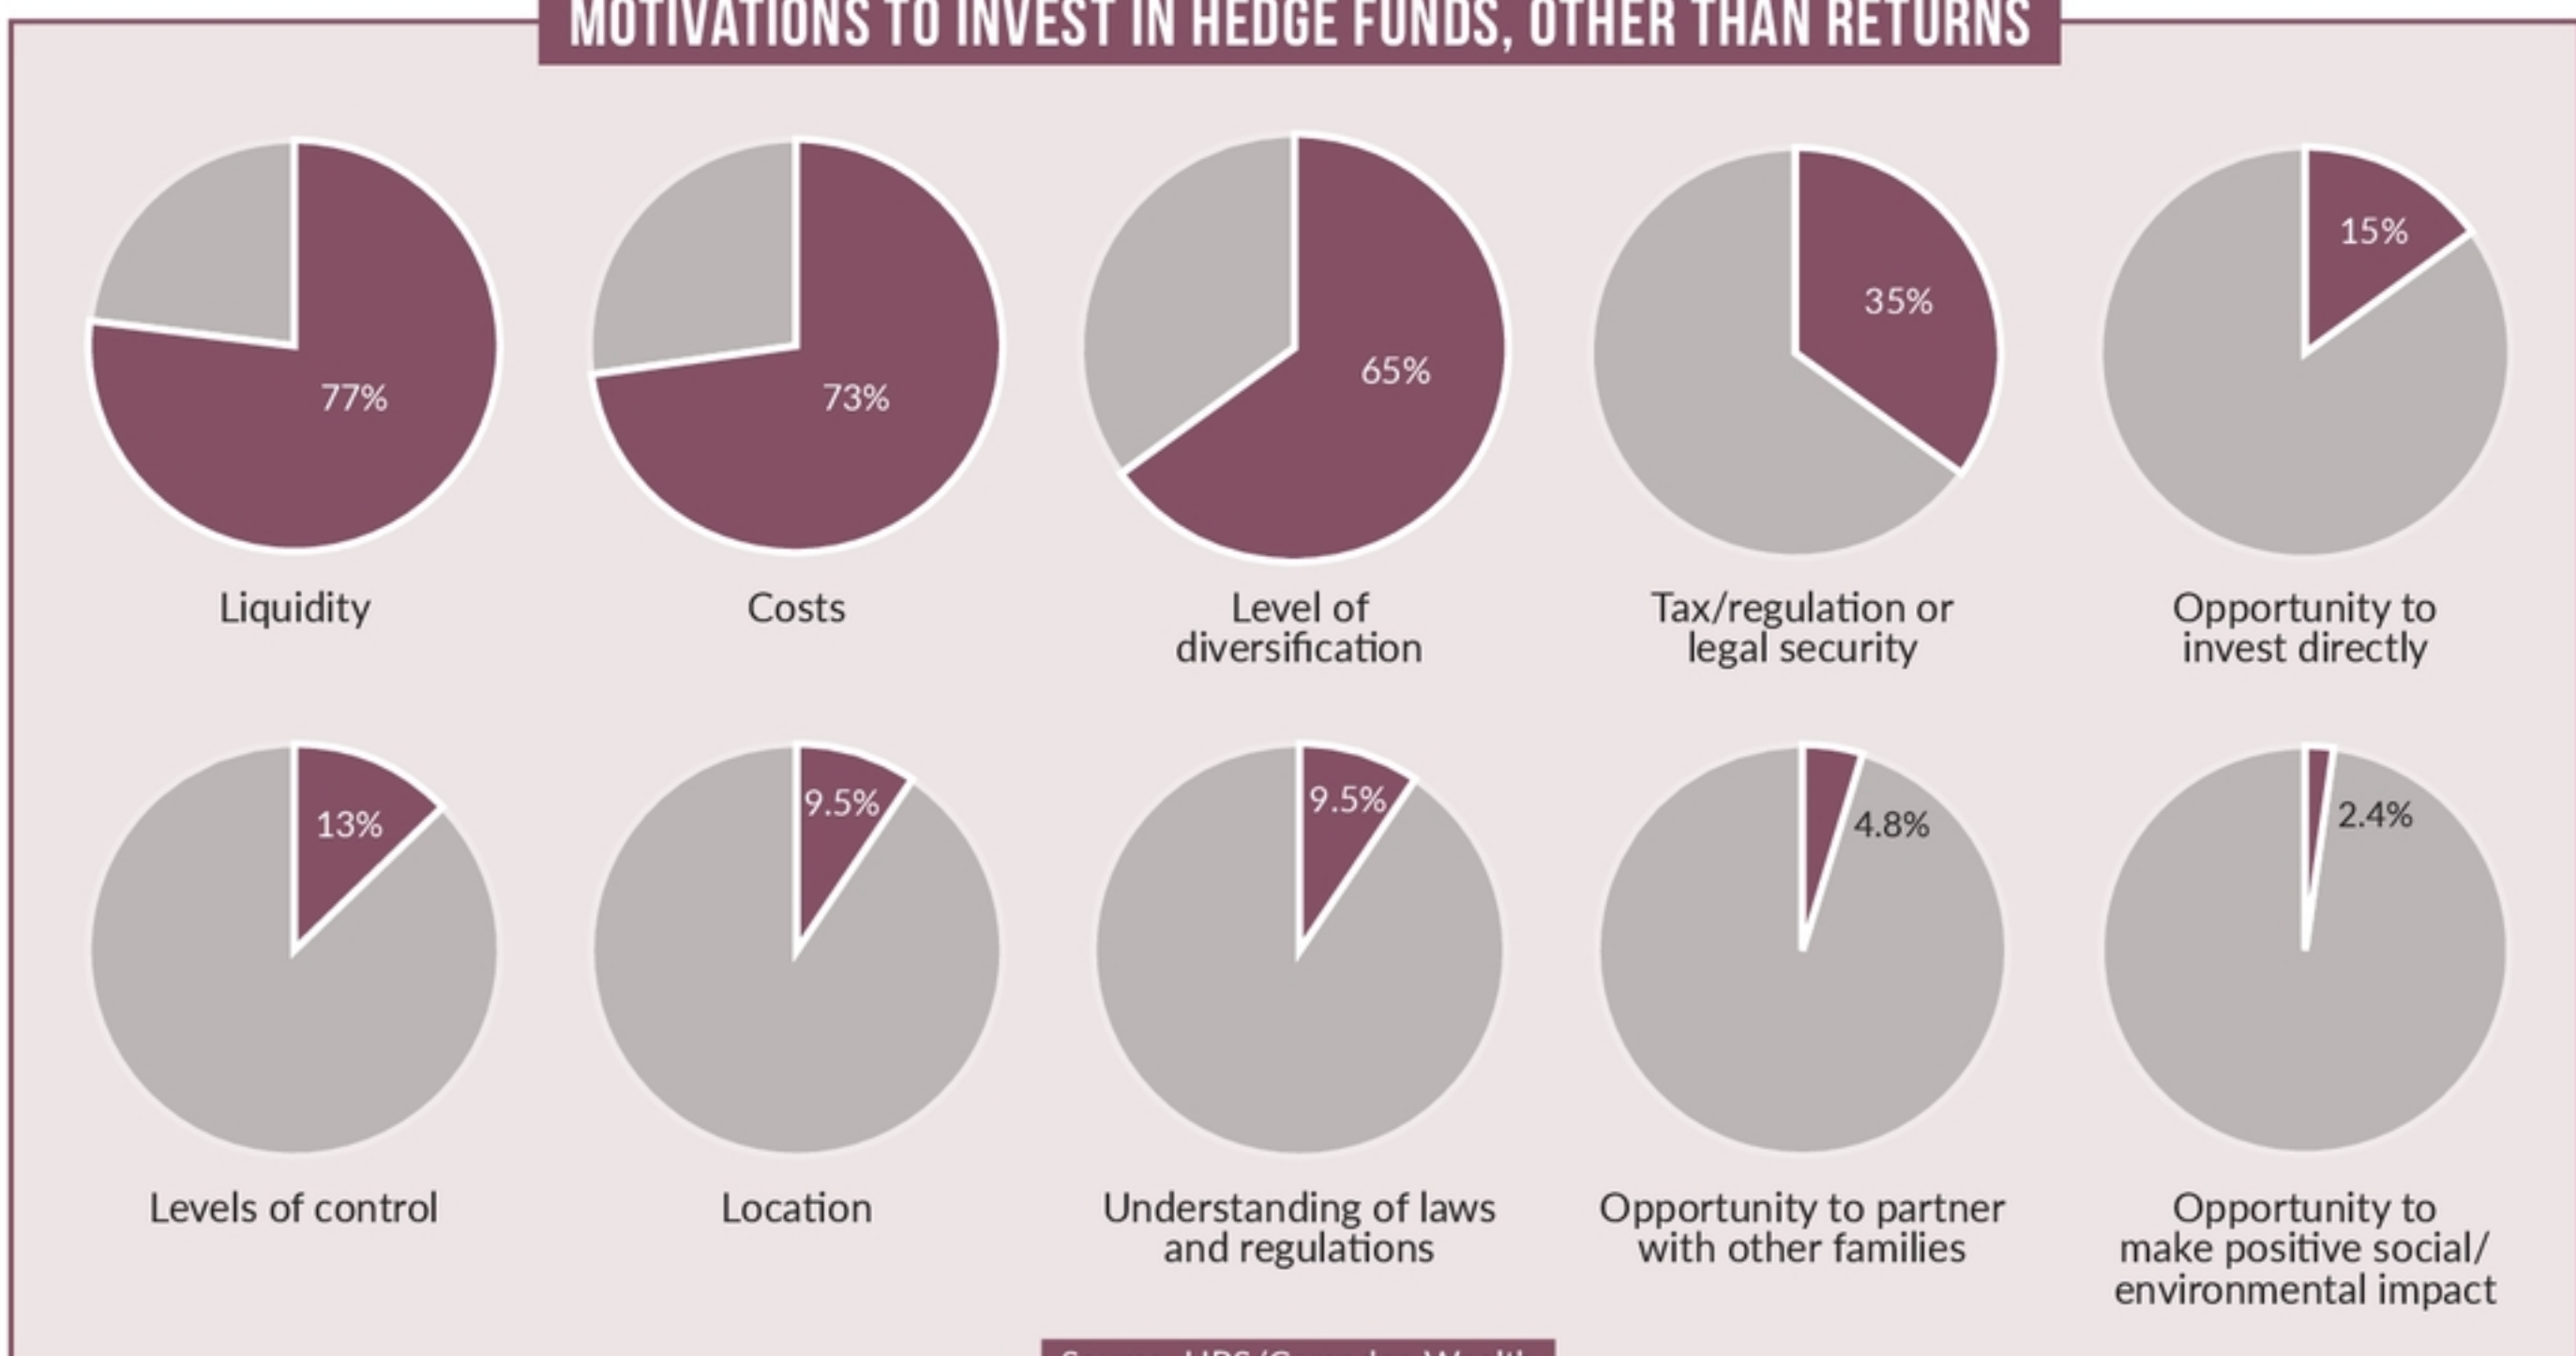 MOTIVATIONS TO INVEST IN HEDGE FUNDS, OTHER THAN RETURNS
77%
73%
65%
35%
15%
Liquidity
Costs
Level of
diversification
Tax/regulation or
legal security
Opportunity to
invest directly
13%
9.5%
9.5%
4.8%
2.4%
Levels of control
Location
Understanding of laws
and regulations
Opportunity to partner
with other families
Opportunity to
make positive social/
environmental impact